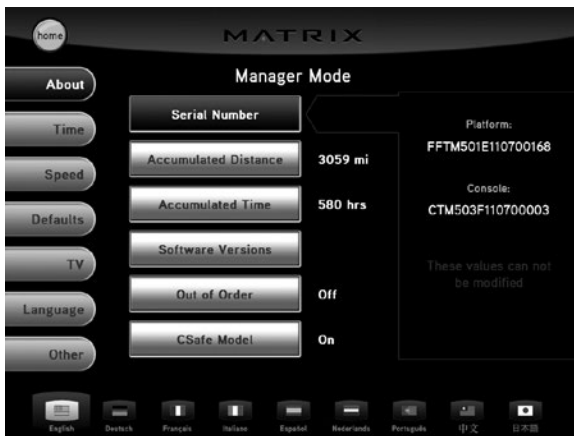 home
MATRIX
Manager Mode
About
Time
Speed
Defaults
TV
Language
Other
Serial Number
Accumulated Distance 3059 mi
Accumulated Time 580 hrs
Software Versions
Out of Order Off
CSafe Model On
Platform:
FFTM501E110700168
Console:
CTM503F110700003
These values can not
be modified
English Deutsch Français Italiano Español Nederlands Português 中文 日本語